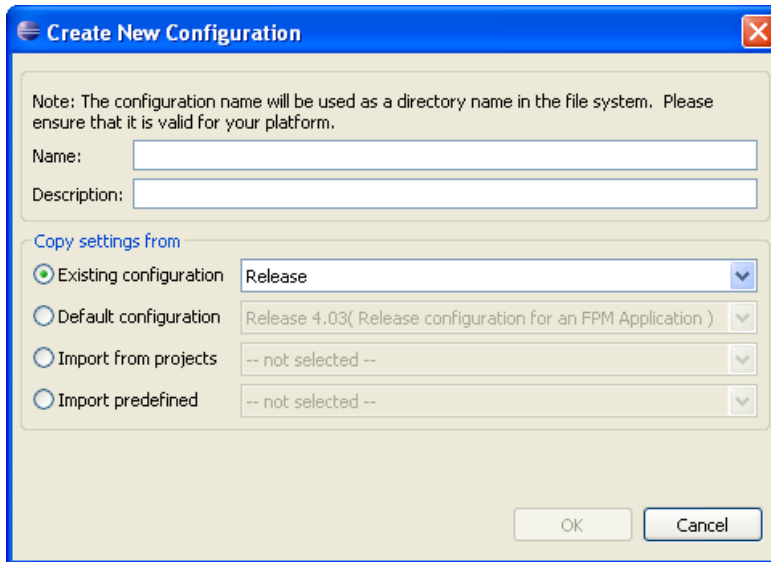 Create New Configuration
Note: The configuration name will be used as a directory name in the file system.  Please
ensure that it is valid for your platform.
Name:
Description:
Copy settings from
Existing configuration Release
Default configuration Release 4.03( Release configuration for an FPM Application )
Import from projects -- not selected --
Import predefined -- not selected --
OK Cancel